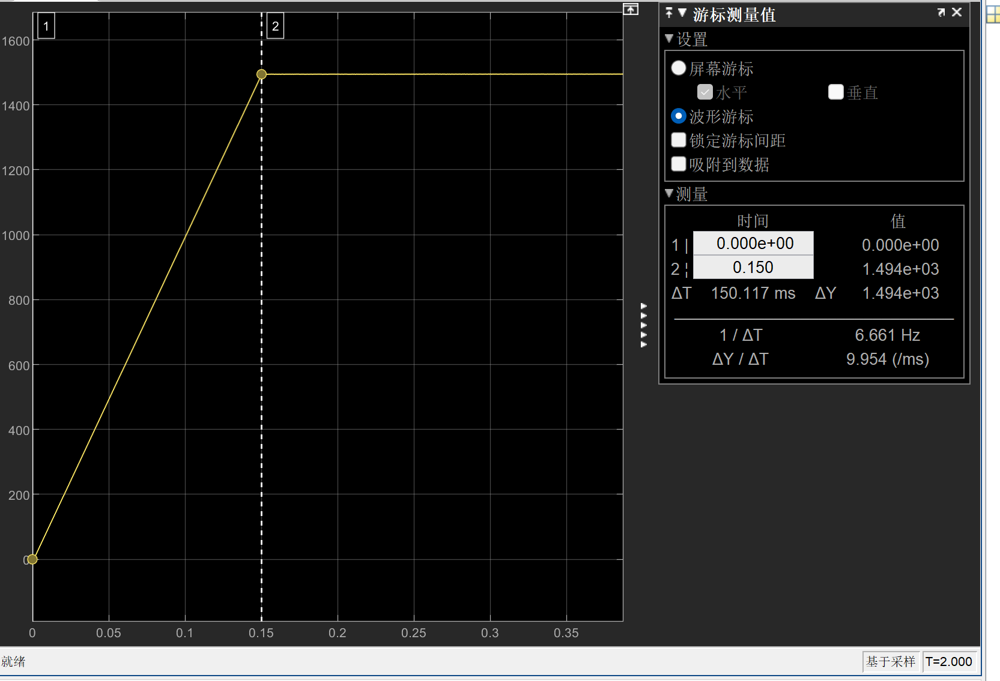 1
2
1600
1400
1200
1000
800
600
400
200
0
0 0.05 0.1 0.15 0.2 0.25 0.3 0.35
游标测量值
设置
屏幕游标
水平 垂直
波形游标
锁定游标间距
吸附到数据
测量
时间 值
1 | 0.000e+00 0.000e+00
2 ¦ 0.150 1.494e+03
ΔT 150.117 ms ΔY 1.494e+03
1 / ΔT 6.661 Hz
ΔY / ΔT 9.954 (/ms)
就绪 基于采样 T=2.000